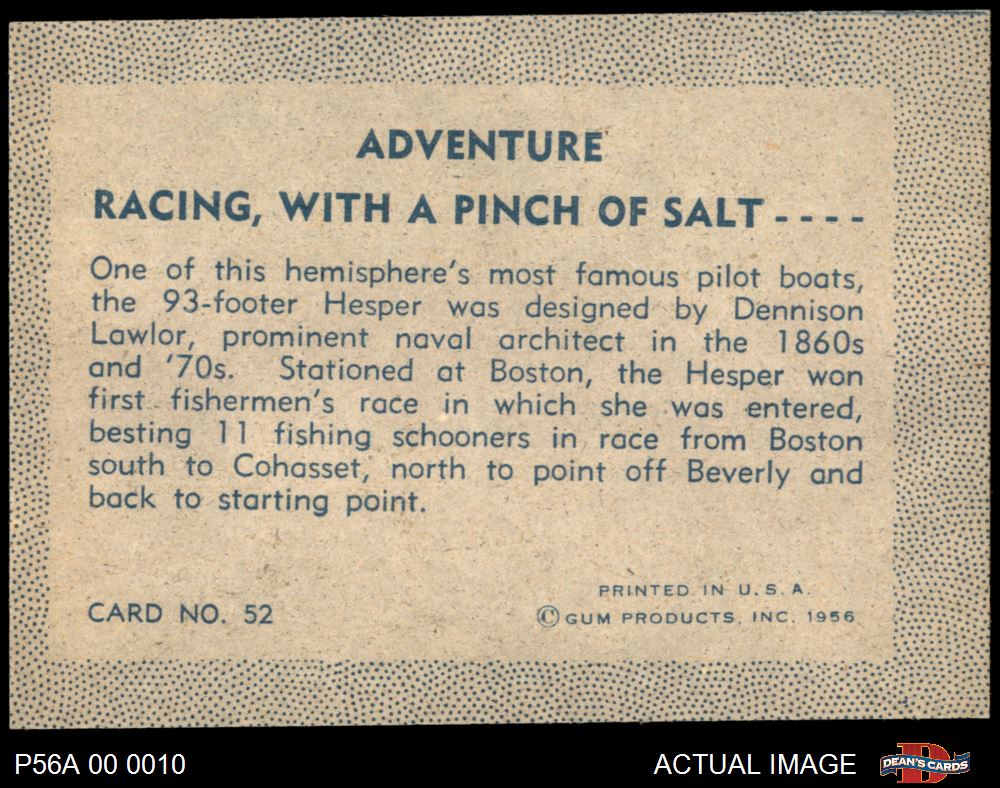 ADVENTURE
RACING, WITH A PINCH OF SALT - - - -
One of this hemisphere's most famous pilot boats,
the 93-footer Hesper was designed by Dennison
Lawlor, prominent naval architect in the 1860s
and '70s. Stationed at Boston, the Hesper won
first fishermen's race in which she was entered,
besting 11 fishing schooners in race from Boston
south to Cohasset, north to point off Beverly and
back to starting point.
PRINTED IN U. S. A.
CARD NO. 52
© GUM PRODUCTS, INC. 1956
P56A 00 0010
ACTUAL IMAGE
D
DEAN'S CARDS